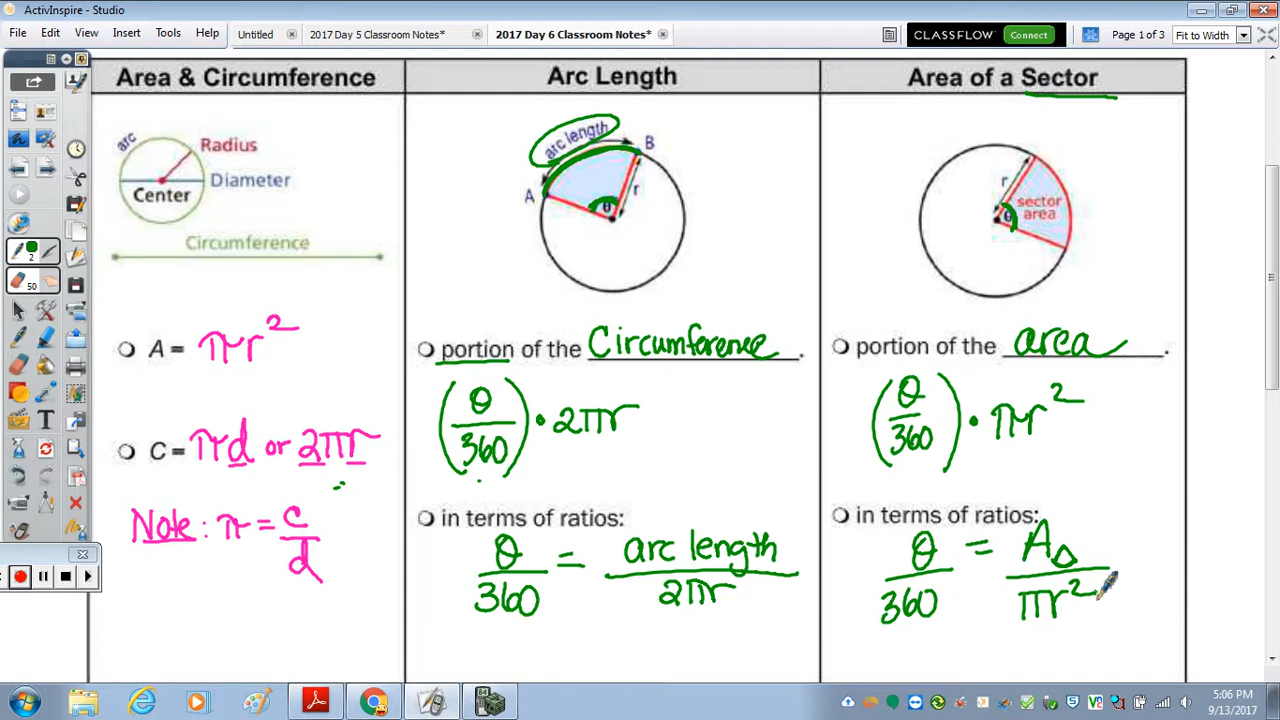 ActivInspire - Studio
File Edit View Insert Tools Help
Untitled
2017 Day 5 Classroom Notes*
2017 Day 6 Classroom Notes*
CLASSFLOW Connect
Page 1 of 3
Fit to Width
Area & Circumference
Arc Length
Area of a Sector
arc
Radius
Diameter
Center
Circumference
arc length
A
B
r
θ
r
θ
sector
area
2
50
A = πr²
C = πd or 2πr
Note: π = c/d
portion of the Circumference.
(θ/360) · 2πr
in terms of ratios:
θ/360 = arc length/2πr
portion of the area.
(θ/360) · πr²
in terms of ratios:
θ/360 = A/πr²
5:06 PM
9/13/2017